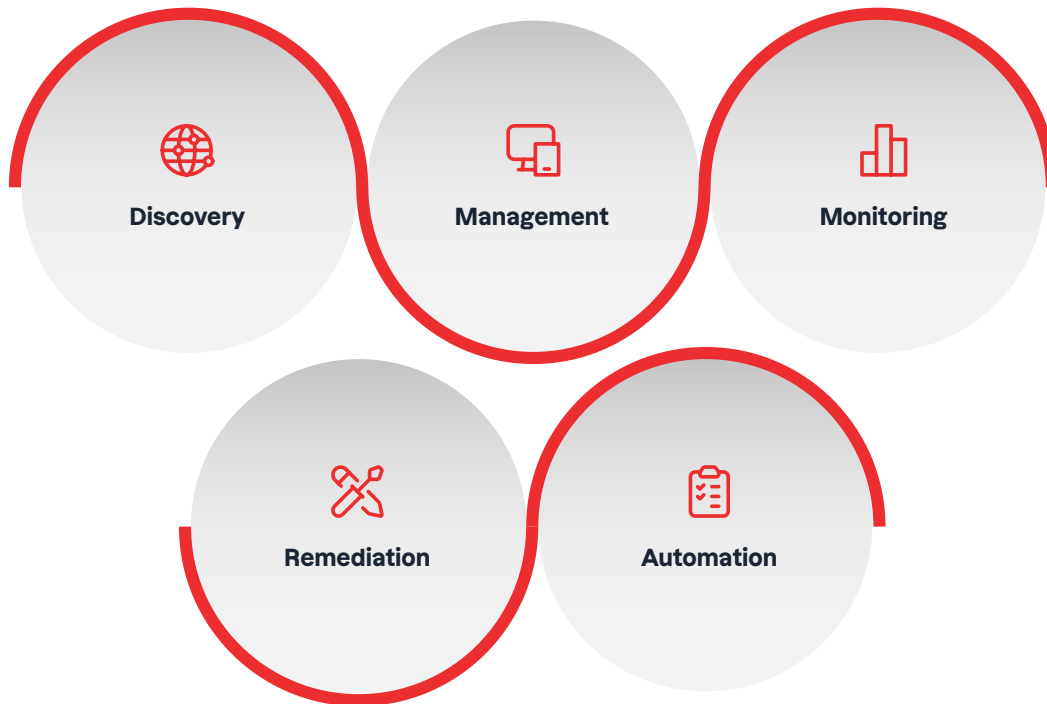 Discovery
Management
Monitoring
Remediation
Automation